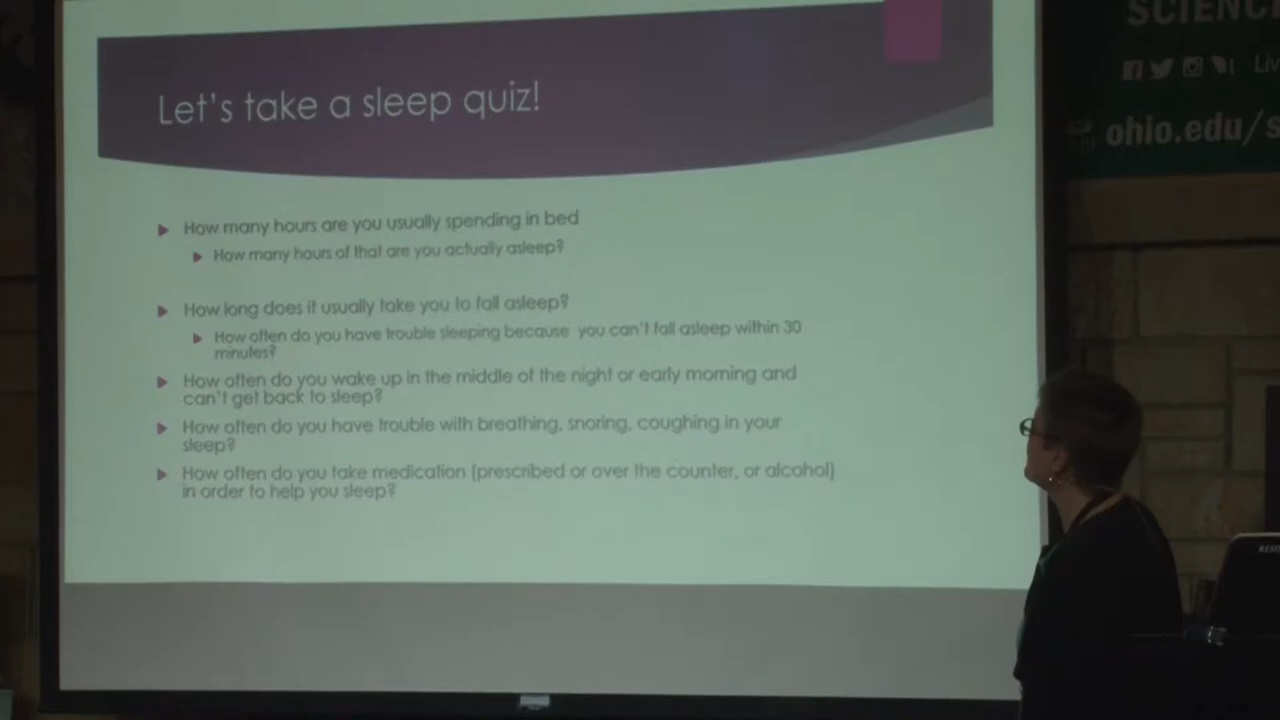 SCIENC
Liv
ohio.edu/s
Let's take a sleep quiz!
How many hours are you usually spending in bed
How many hours of that are you actually asleep?
How long does it usually take you to fall asleep?
How often do you have trouble sleeping because you can't fall asleep within 30
minutes?
How often do you wake up in the middle of the night or early morning and
can't get back to sleep?
How often do you have trouble with breathing, snoring, coughing in your
sleep?
How often do you take medication (prescribed or over the counter, or alcohol)
in order to help you sleep?